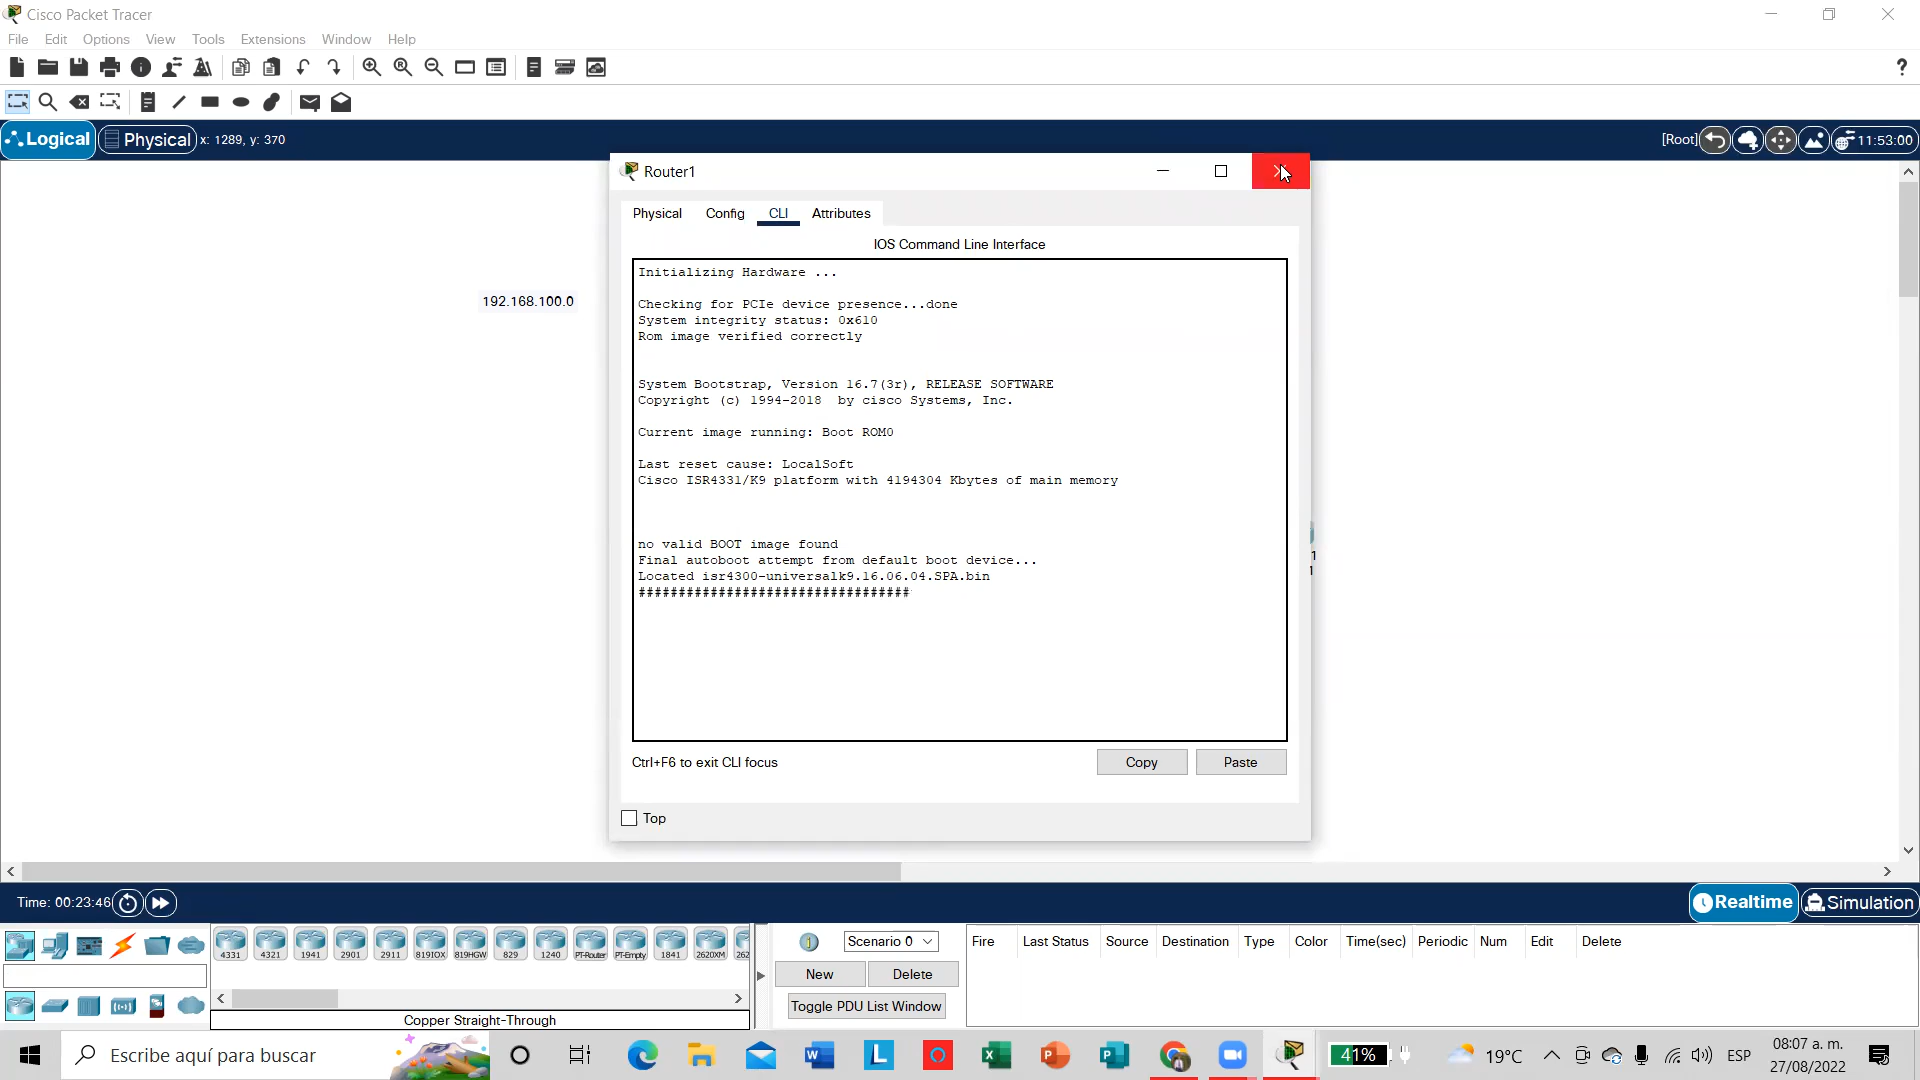 Cisco Packet Tracer
File Edit Options View Tools Extensions Window Help
?
Logical Physical x: 1289, y: 370 [Root] 11:53:00
Router1
Physical Config CLI Attributes
IOS Command Line Interface
Initializing Hardware ...
Checking for PCIe device presence...done
System integrity status: 0x610
Rom image verified correctly
System Bootstrap, Version 16.7(3r), RELEASE SOFTWARE
Copyright (c) 1994-2018  by cisco Systems, Inc.
Current image running: Boot ROM0
Last reset cause: LocalSoft
Cisco ISR4331/K9 platform with 4194304 Kbytes of main memory
no valid BOOT image found
Final autoboot attempt from default boot device...
Located isr4300-universalk9.16.06.04.SPA.bin
##################################
Ctrl+F6 to exit CLI focus
Copy Paste
Top
192.168.100.0
1
1
Time: 00:23:46
Realtime Simulation
4331 4321 1941 2901 2911 819IOX 819HGW 829 1240 PT-Router PT-Empty 1841 2620XM 262
Copper Straight-Through
Scenario 0
New Delete
Toggle PDU List Window
Fire Last Status Source Destination Type Color Time(sec) Periodic Num Edit Delete
Escribe aquí para buscar
41% 19°C ESP
08:07 a. m.
27/08/2022